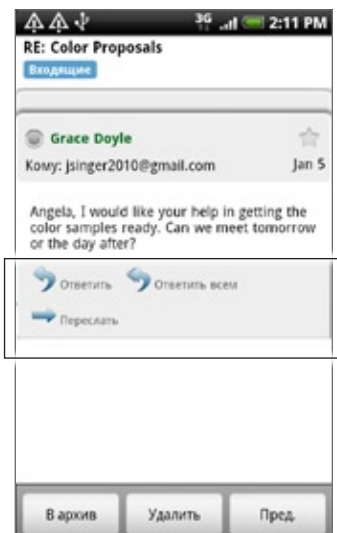 3G 2:11 PM
RE: Color Proposals
Входящие
Grace Doyle
Кому: jsinger2010@gmail.com Jan 5
Angela, I would like your help in getting the
color samples ready. Can we meet tomorrow
or the day after?
Ответить Ответить всем
Переслать
В архив Удалить Пред.